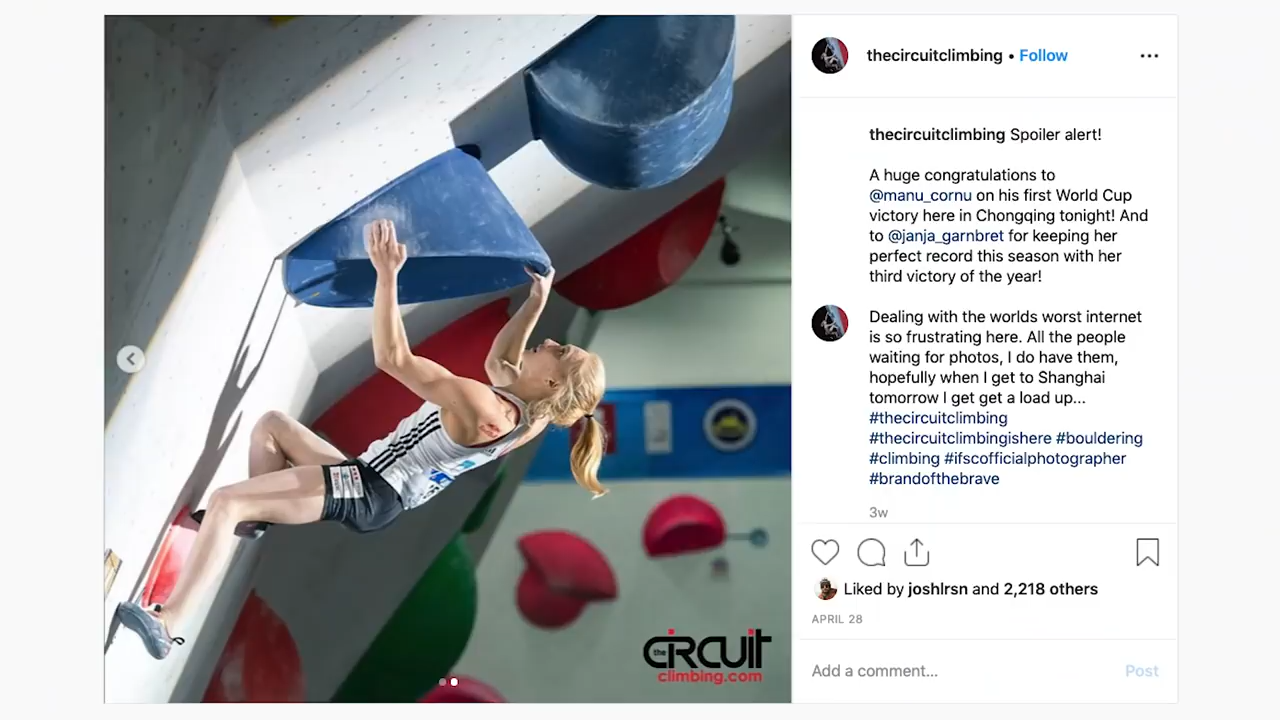 thecircuitclimbing • Follow
thecircuitclimbing Spoiler alert!
A huge congratulations to
@manu_cornu on his first World Cup
victory here in Chongqing tonight! And
to @janja_garnbret for keeping her
perfect record this season with her
third victory of the year!
Dealing with the worlds worst internet
is so frustrating here. All the people
waiting for photos, I do have them,
hopefully when I get to Shanghai
tomorrow I get get a load up...
#thecircuitclimbing
#thecircuitclimbingishere #bouldering
#climbing #ifscofficialphotographer
#brandofthebrave
3w
Liked by joshlrsn and 2,218 others
APRIL 28
Add a comment... Post
the CIRCUIT
climbing.com